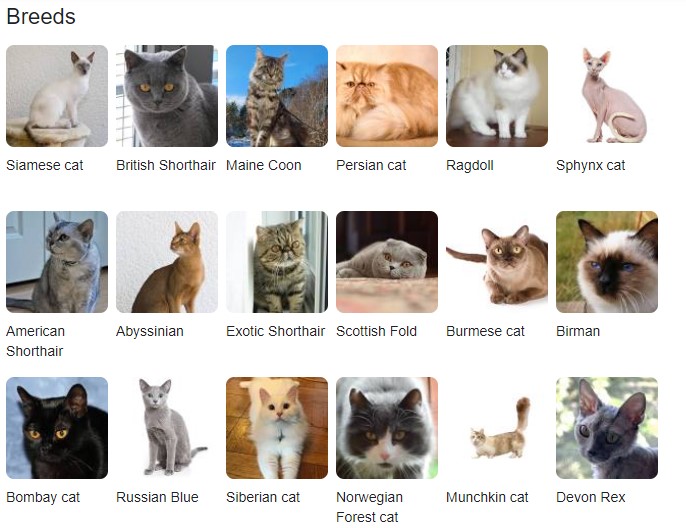 Breeds
Siamese cat
British Shorthair
Maine Coon
Persian cat
Ragdoll
Sphynx cat
American
Shorthair
Abyssinian
Exotic Shorthair
Scottish Fold
Burmese cat
Birman
Bombay cat
Russian Blue
Siberian cat
Norwegian
Forest cat
Munchkin cat
Devon Rex